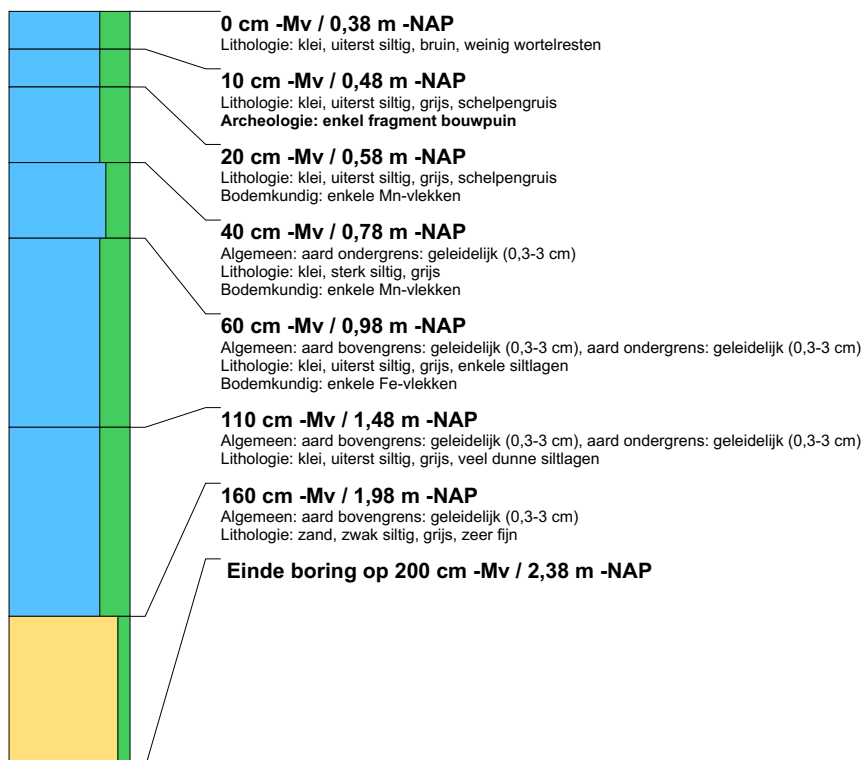 0 cm -Mv / 0,38 m -NAP
Lithologie: klei, uiterst siltig, bruin, weinig wortelresten
10 cm -Mv / 0,48 m -NAP
Lithologie: klei, uiterst siltig, grijs, schelpengruis
Archeologie: enkel fragment bouwpuin
20 cm -Mv / 0,58 m -NAP
Lithologie: klei, uiterst siltig, grijs, schelpengruis
Bodemkundig: enkele Mn-vlekken
40 cm -Mv / 0,78 m -NAP
Algemeen: aard ondergrens: geleidelijk (0,3-3 cm)
Lithologie: klei, sterk siltig, grijs
Bodemkundig: enkele Mn-vlekken
60 cm -Mv / 0,98 m -NAP
Algemeen: aard bovengrens: geleidelijk (0,3-3 cm), aard ondergrens: geleidelijk (0,3-3 cm)
Lithologie: klei, uiterst siltig, grijs, enkele siltlagen
Bodemkundig: enkele Fe-vlekken
110 cm -Mv / 1,48 m -NAP
Algemeen: aard bovengrens: geleidelijk (0,3-3 cm), aard ondergrens: geleidelijk (0,3-3 cm)
Lithologie: klei, uiterst siltig, grijs, veel dunne siltlagen
160 cm -Mv / 1,98 m -NAP
Algemeen: aard bovengrens: geleidelijk (0,3-3 cm)
Lithologie: zand, zwak siltig, grijs, zeer fijn
Einde boring op 200 cm -Mv / 2,38 m -NAP